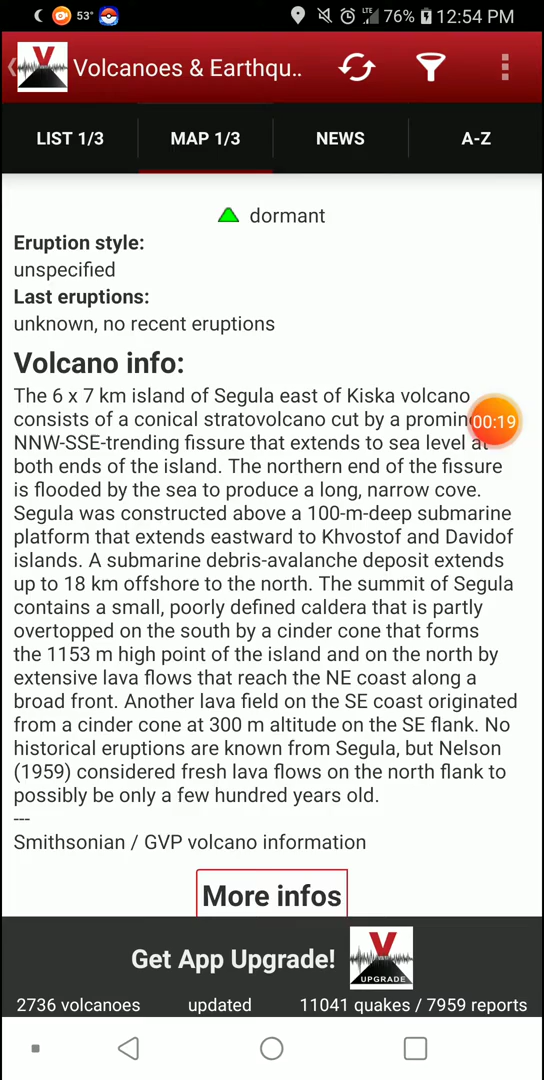 53° 76% 12:54 PM
Volcanoes & Earthqu..
LIST 1/3 MAP 1/3 NEWS A-Z
dormant
Eruption style:
unspecified
Last eruptions:
unknown, no recent eruptions
Volcano info:
The 6 x 7 km island of Segula east of Kiska volcano
consists of a conical stratovolcano cut by a promin
00:19
NNW-SSE-trending fissure that extends to sea level at
both ends of the island. The northern end of the fissure
is flooded by the sea to produce a long, narrow cove.
Segula was constructed above a 100-m-deep submarine
platform that extends eastward to Khvostof and Davidof
islands. A submarine debris-avalanche deposit extends
up to 18 km offshore to the north. The summit of Segula
contains a small, poorly defined caldera that is partly
overtopped on the south by a cinder cone that forms
the 1153 m high point of the island and on the north by
extensive lava flows that reach the NE coast along a
broad front. Another lava field on the SE coast originated
from a cinder cone at 300 m altitude on the SE flank. No
historical eruptions are known from Segula, but Nelson
(1959) considered fresh lava flows on the north flank to
possibly be only a few hundred years old.
---
Smithsonian / GVP volcano information
More infos
Get App Upgrade! V UPGRADE
2736 volcanoes updated 11041 quakes / 7959 reports